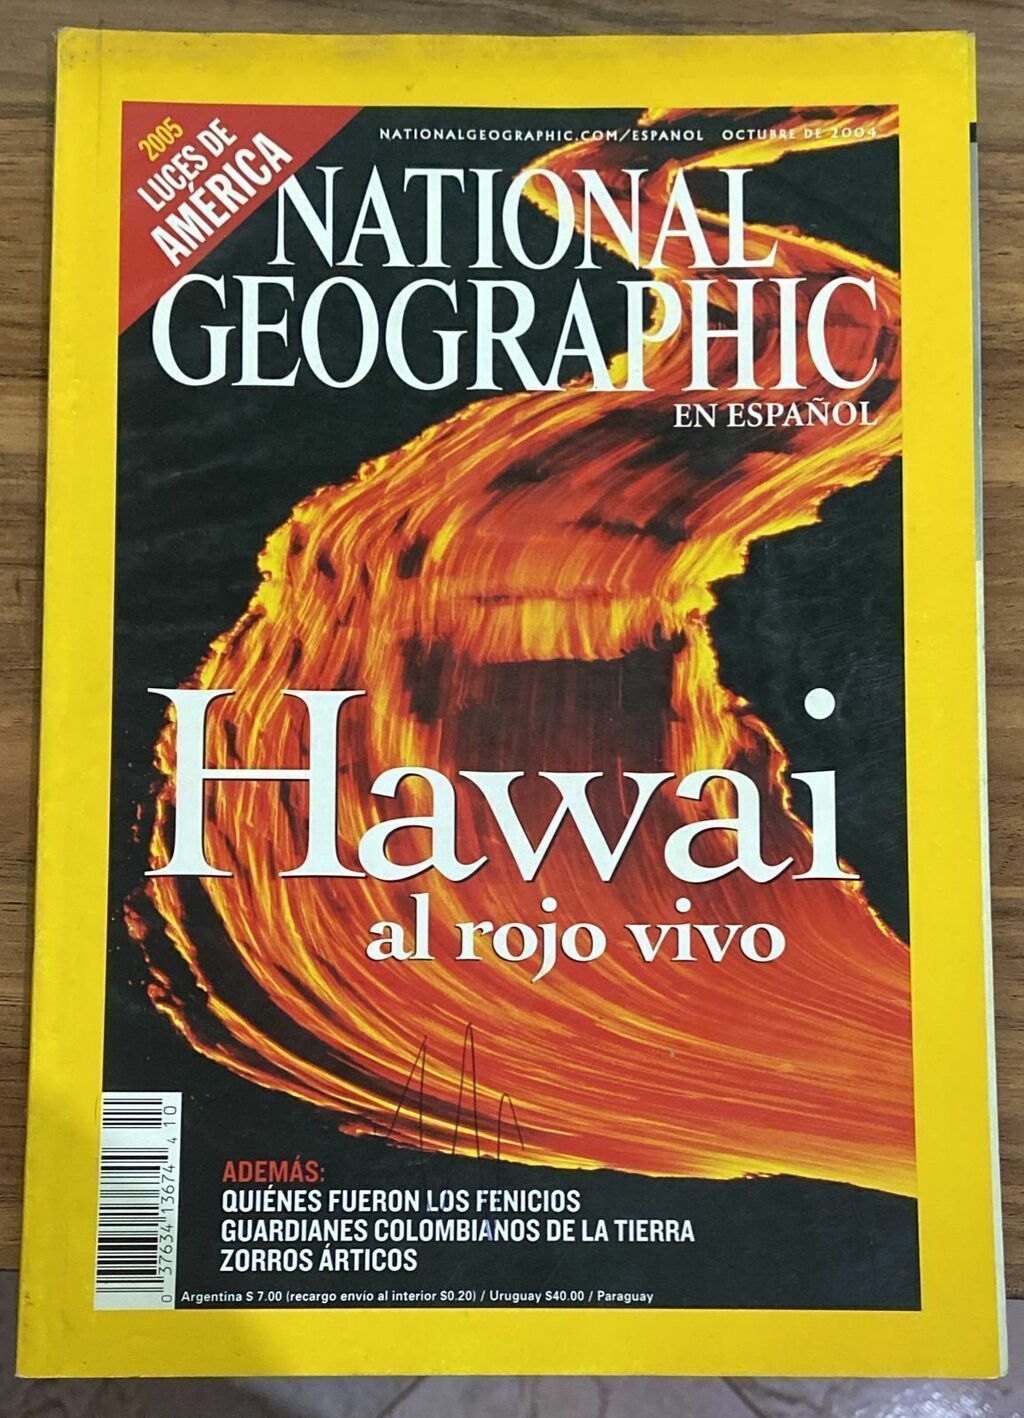 2005
LUCES DE
AMÉRICA
NATIONALGEOGRAPHIC.COM/ESPANOL OCTUBRE DE 2004
NATIONAL
GEOGRAPHIC
EN ESPAÑOL
Hawai
al rojo vivo
ADEMÁS:
QUIÉNES FUERON LOS FENICIOS
GUARDIANES COLOMBIANOS DE LA TIERRA
ZORROS ÁRTICOS
0 37634 13674 4 10
Argentina $ 7.00 (recargo envío al interior $0.20) / Uruguay $40.00 / Paraguay